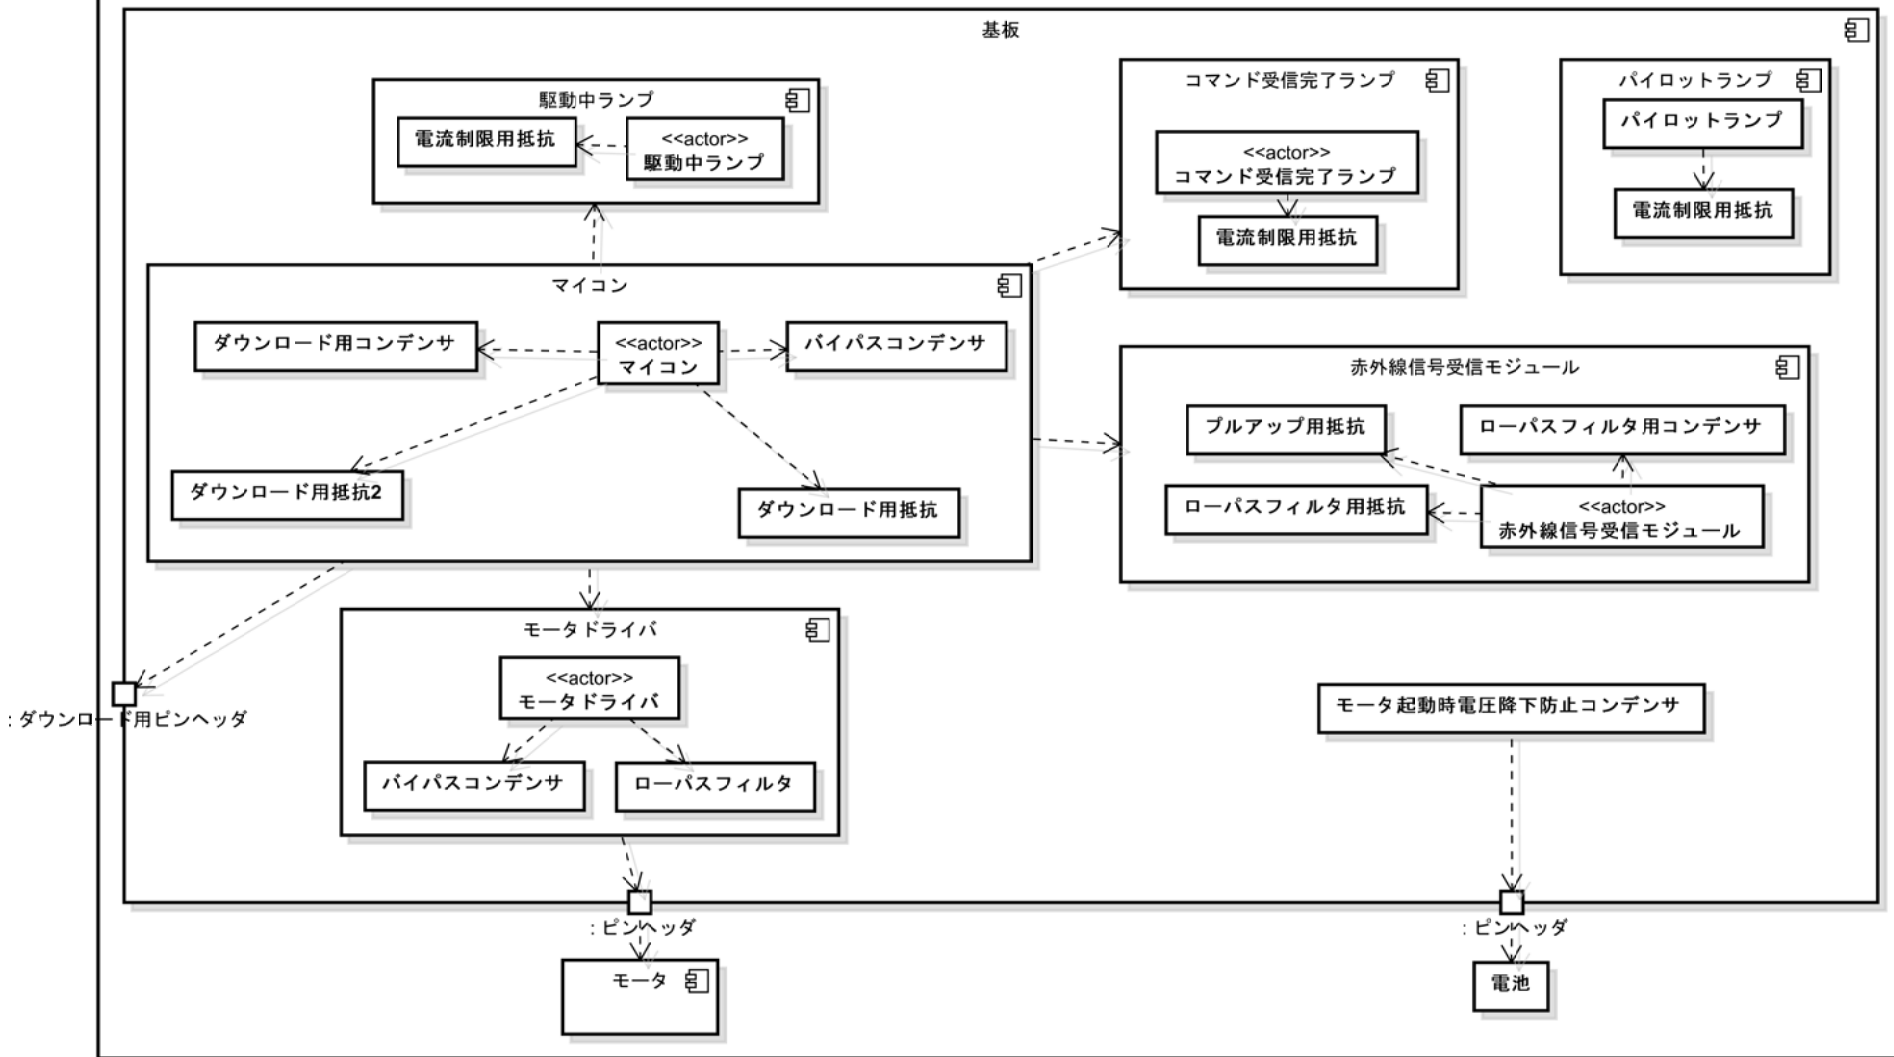 基板
駆動中ランプ
電流制限用抵抗
<<actor>>
駆動中ランプ
コマンド受信完了ランプ
<<actor>>
コマンド受信完了ランプ
電流制限用抵抗
パイロットランプ
パイロットランプ
電流制限用抵抗
マイコン
ダウンロード用コンデンサ
<<actor>>
マイコン
バイパスコンデンサ
ダウンロード用抵抗2
ダウンロード用抵抗
赤外線信号受信モジュール
プルアップ用抵抗
ローパスフィルタ用コンデンサ
ローパスフィルタ用抵抗
<<actor>>
赤外線信号受信モジュール
モータドライバ
<<actor>>
モータドライバ
バイパスコンデンサ
ローパスフィルタ
: ダウンロード用ピンヘッダ
モータ起動時電圧降下防止コンデンサ
: ピンヘッダ
: ピンヘッダ
モータ
電池